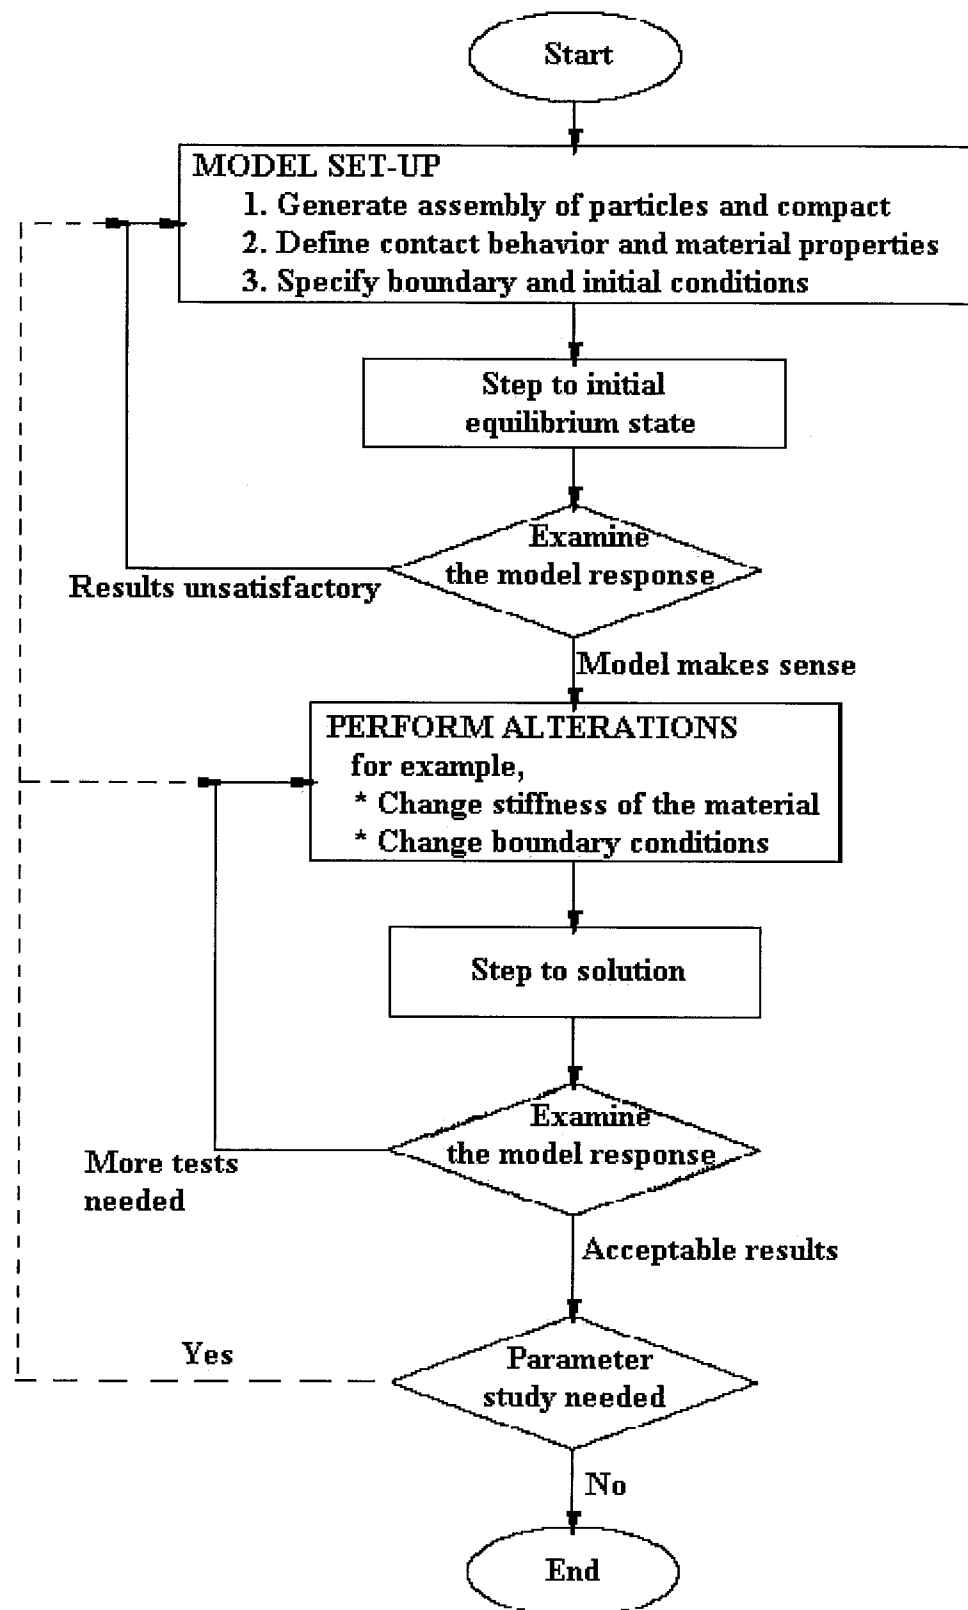 Start
MODEL SET-UP
1. Generate assembly of particles and compact
2. Define contact behavior and material properties
3. Specify boundary and initial conditions
Step to initial
equilibrium state
Examine
the model response
Results unsatisfactory
Model makes sense
PERFORM ALTERATIONS
for example,
* Change stiffness of the material
* Change boundary conditions
Step to solution
Examine
the model response
More tests
needed
Acceptable results
Yes
Parameter
study needed
No
End